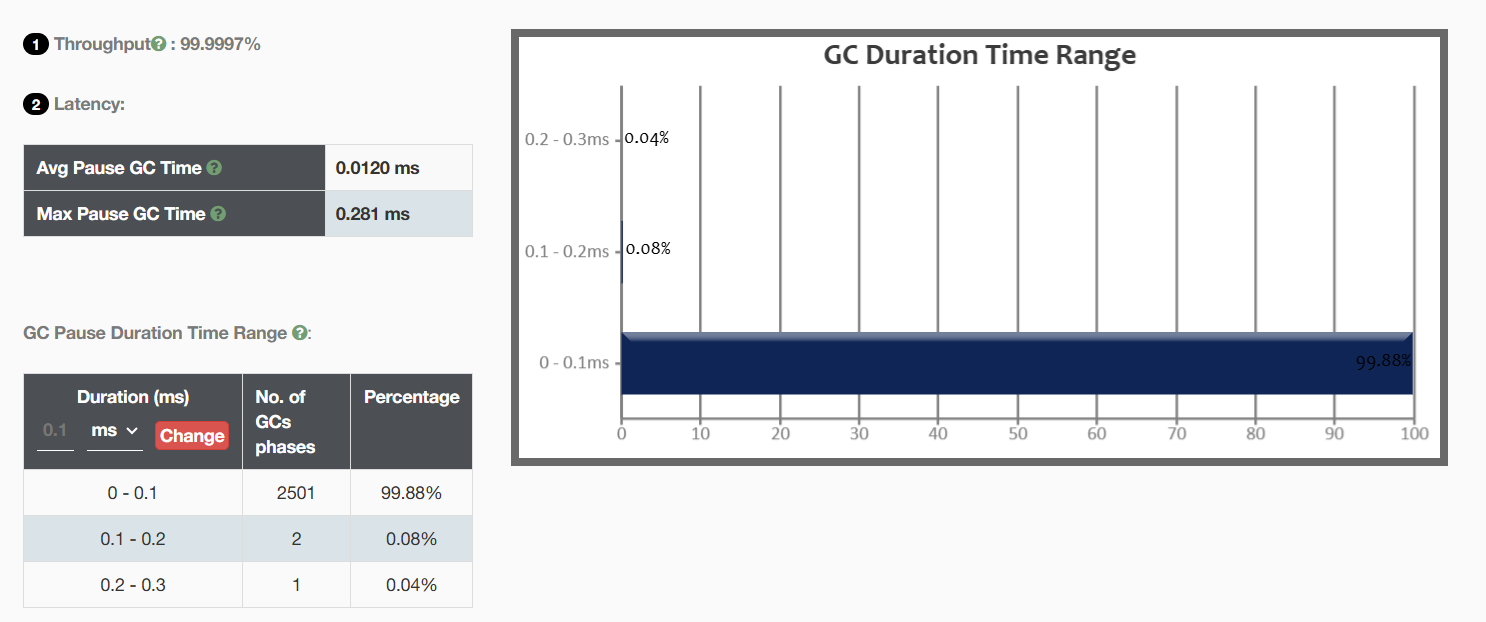 1 Throughput? : 99.9997%
2 Latency:
Avg Pause GC Time ? 0.0120 ms
Max Pause GC Time ? 0.281 ms
GC Pause Duration Time Range ?:
Duration (ms) No. of GCs phases Percentage
0.1 ms Change
0 - 0.1 2501 99.88%
0.1 - 0.2 2 0.08%
0.2 - 0.3 1 0.04%
GC Duration Time Range
0.2 - 0.3ms 0.04%
0.1 - 0.2ms 0.08%
0 - 0.1ms 99.88%
0 10 20 30 40 50 60 70 80 90 100